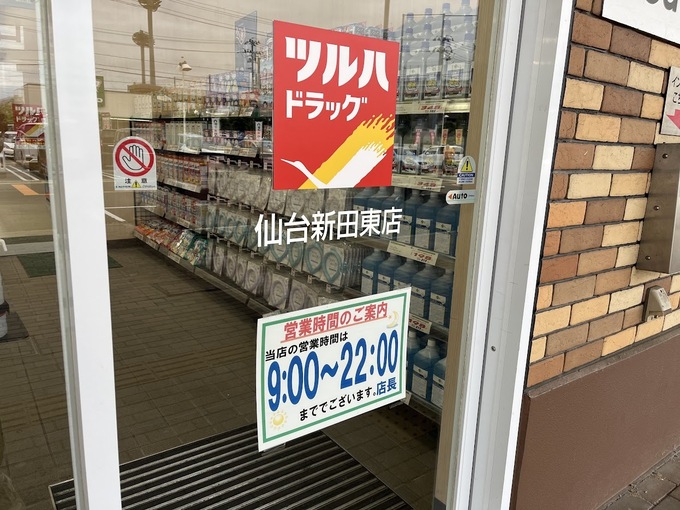 ツルハ
ドラッグ
注意
AUTO
仙台新田東店
営業時間のご案内
当店の営業時間は
9:00～22:00
まででございます。店長